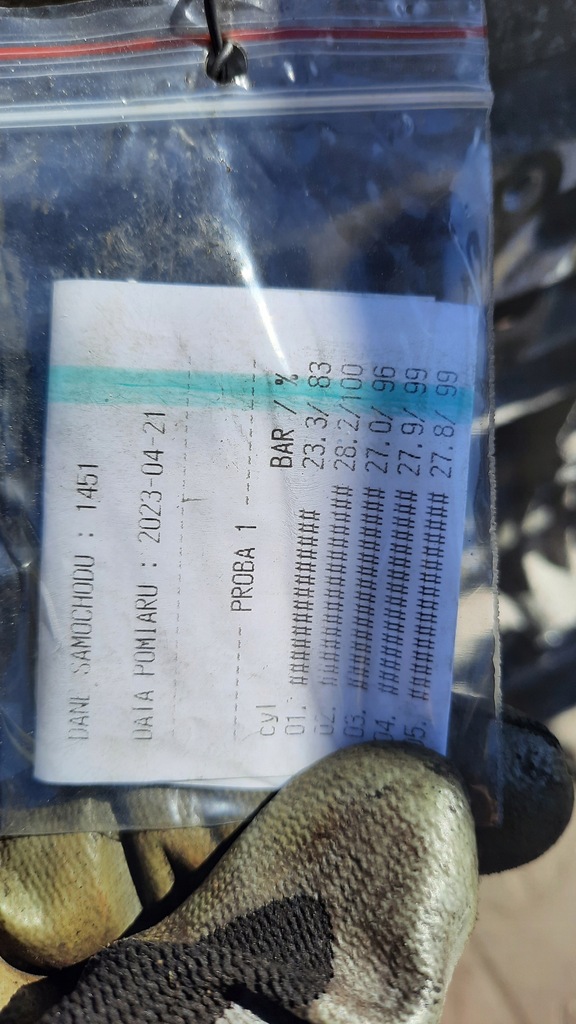 DANE SAMOCHODU : 1451
DATA POMIARU : 2023-04-21
------ PROBA 1 ------
cyl BAR / %
01. ############## 23.3/ 83
02. ################# 28.2/100
03. ################ 27.0/ 96
04. ################ 27.9/ 99
05. ################ 27.8/ 99